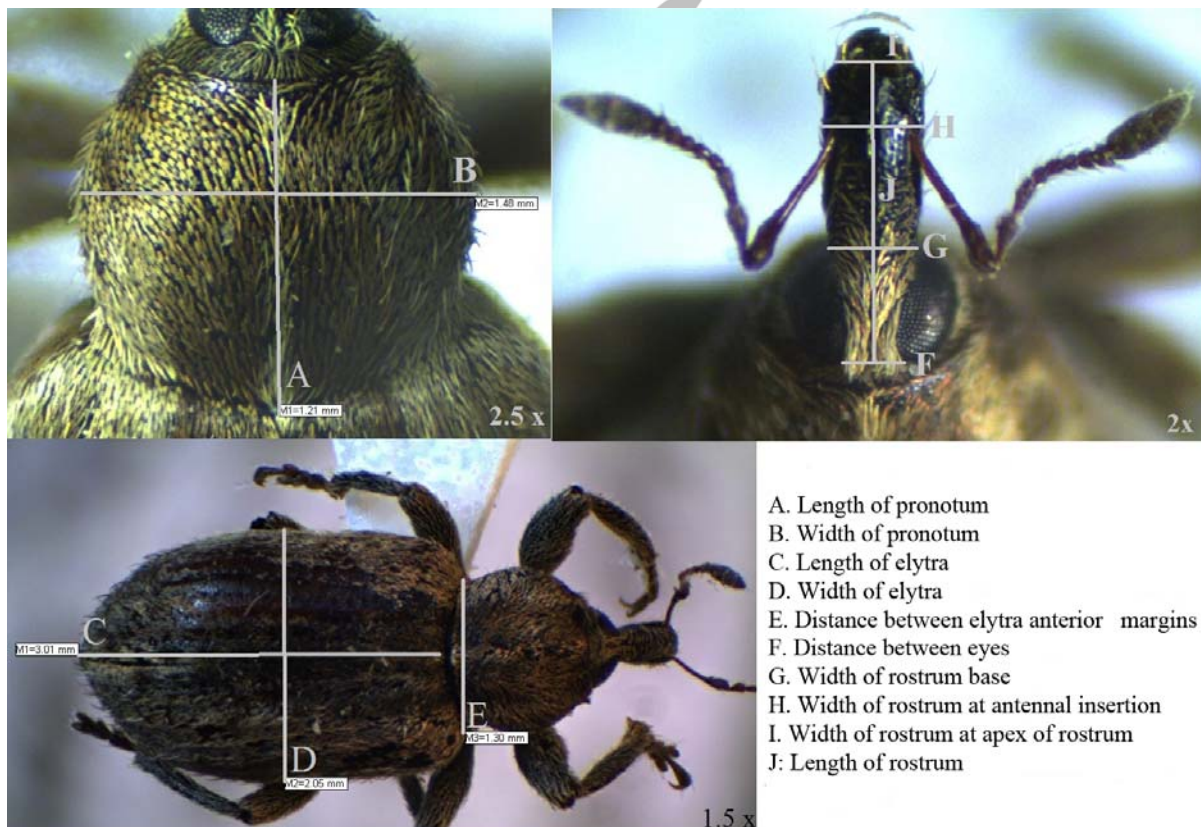 B
M2=1.48 mm
A
M1=1.21 mm
2.5 x
I
H
J
G
F
2x
C
M1=3.01 mm
E
M3=1.30 mm
D
M2=2.05 mm
1.5 x
A. Length of pronotum
B. Width of pronotum
C. Length of elytra
D. Width of elytra
E. Distance between elytra anterior margins
F. Distance between eyes
G. Width of rostrum base
H. Width of rostrum at antennal insertion
I. Width of rostrum at apex of rostrum
J: Length of rostrum